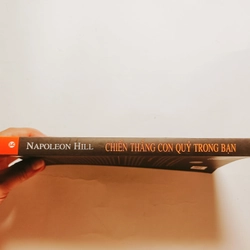 NAPOLEON HILL CHIẾN THẮNG CON QUỶ TRONG BẠN